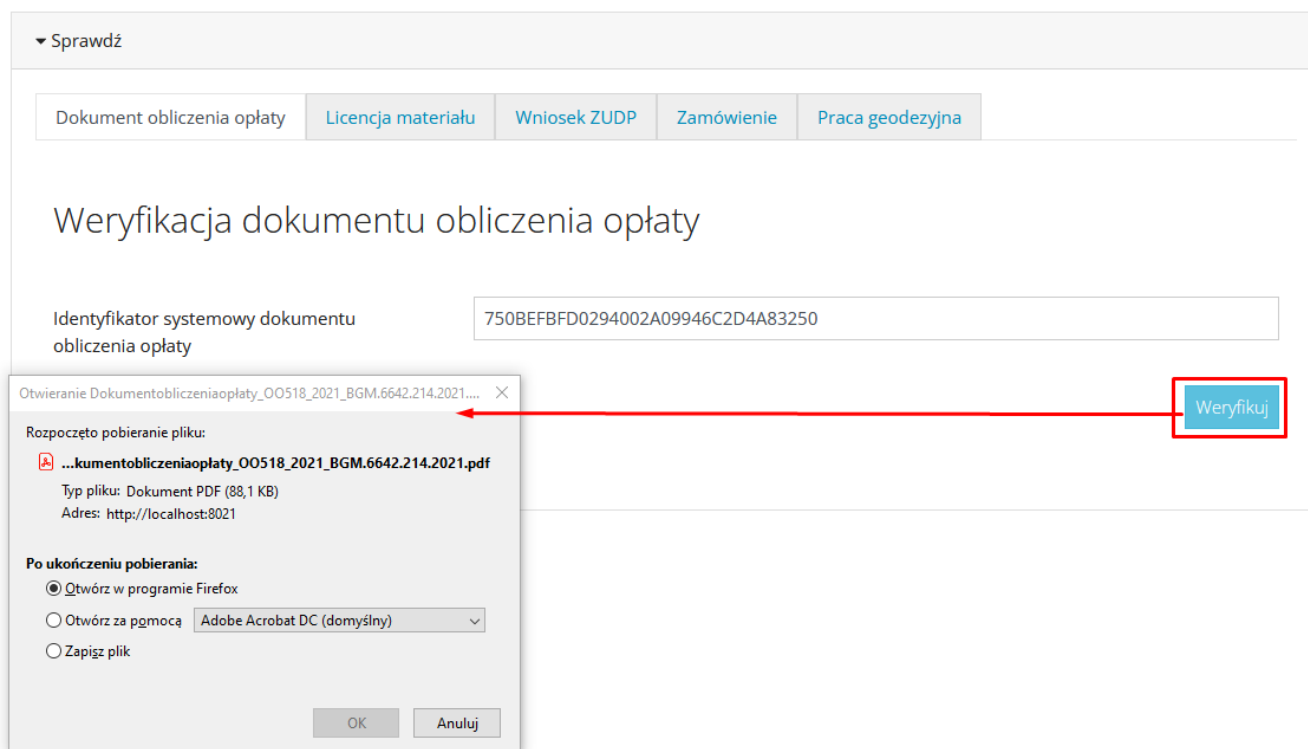 Sprawdź
Dokument obliczenia opłaty
Licencja materiału
Wniosek ZUDP
Zamówienie
Praca geodezyjna
Weryfikacja dokumentu obliczenia opłaty
Identyfikator systemowy dokumentu
obliczenia opłaty
750BEFBFD0294002A09946C2D4A83250
Weryfikuj
Otwieranie Dokumentobliczeniaopłaty_OO518_2021_BGM.6642.214.2021....
Rozpoczęto pobieranie pliku:
...kumentobliczeniaopłaty_OO518_2021_BGM.6642.214.2021.pdf
Typ pliku: Dokument PDF (88,1 KB)
Adres: http://localhost:8021
Po ukończeniu pobierania:
Otwórz w programie Firefox
Otwórz za pomocą Adobe Acrobat DC (domyślny)
Zapisz plik
OK
Anuluj